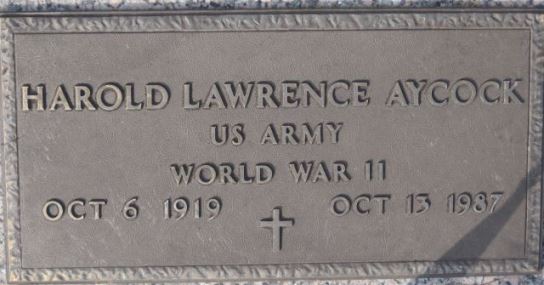 HAROLD LAWRENCE AYCOCK
US ARMY
WORLD WAR II
OCT 6 1919 OCT 13 1987